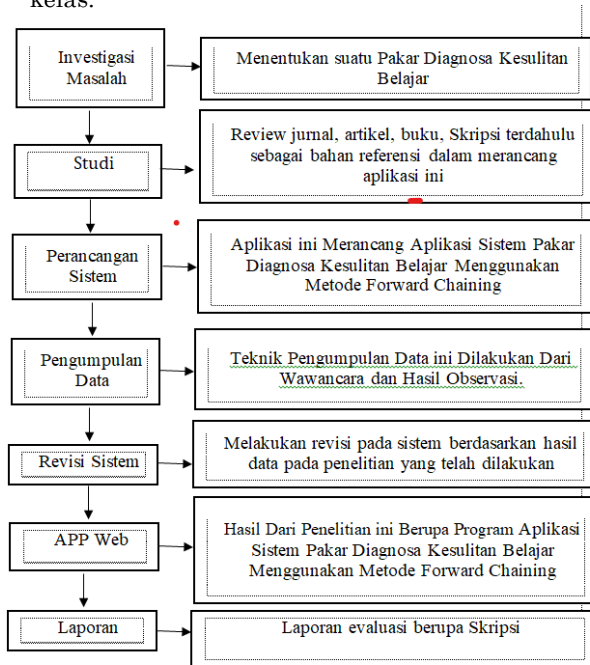 kelas.
Investigasi
Masalah
Menentukan suatu Pakar Diagnosa Kesulitan
Belajar
Studi
Review jurnal, artikel, buku, Skripsi terdahulu
sebagai bahan referensi dalam merancang
aplikasi ini
Perancangan
Sistem
Aplikasi ini Merancang Aplikasi Sistem Pakar
Diagnosa Kesulitan Belajar Menggunakan
Metode Forward Chaining
Pengumpulan
Data
Teknik Pengumpulan Data ini Dilakukan Dari
Wawancara dan Hasil Observasi.
Revisi Sistem
Melakukan revisi pada sistem berdasarkan hasil
data pada penelitian yang telah dilakukan
APP Web
Hasil Dari Penelitian ini Berupa Program Aplikasi
Sistem Pakar Diagnosa Kesulitan Belajar
Menggunakan Metode Forward Chaining
Laporan
Laporan evaluasi berupa Skripsi